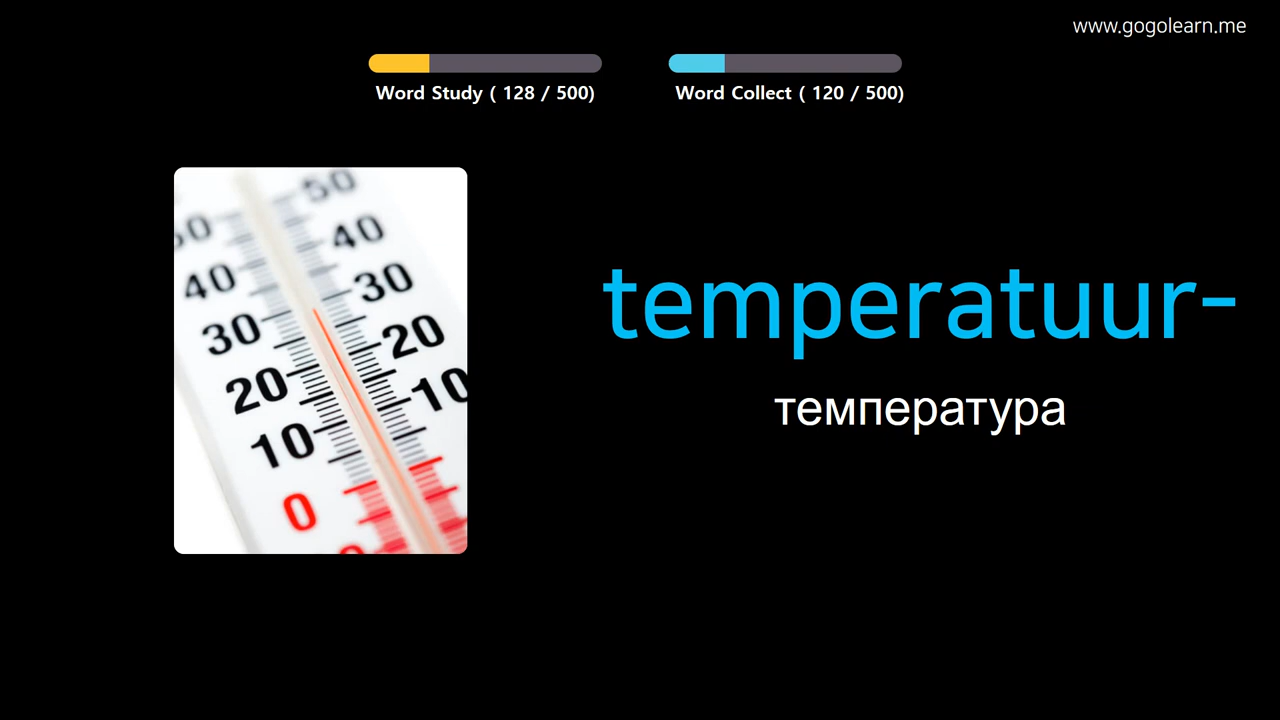 www.gogolearn.me
Word Study ( 128 / 500)
Word Collect ( 120 / 500)
50
40
40
30
30
20
20
10
10
0
temperatuur-
температура